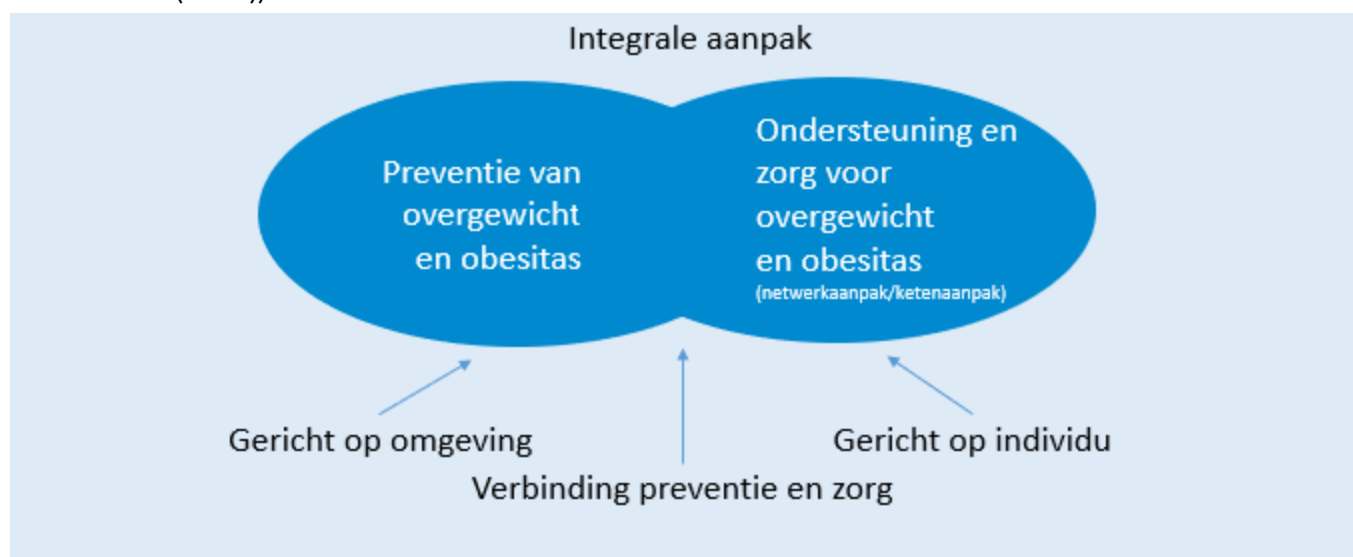 Integrale aanpak
Preventie van
overgewicht
en obesitas
Ondersteuning en
zorg voor
overgewicht
en obesitas
(netwerkaanpak/ketenaanpak)
Gericht op omgeving
Gericht op individu
Verbinding preventie en zorg